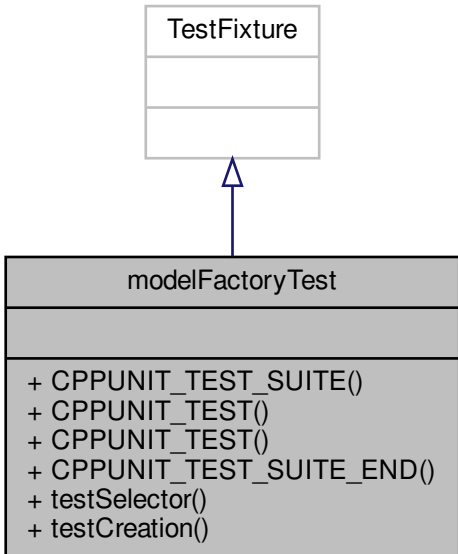 TestFixture
modelFactoryTest
+ CPPUNIT_TEST_SUITE()
+ CPPUNIT_TEST()
+ CPPUNIT_TEST()
+ CPPUNIT_TEST_SUITE_END()
+ testSelector()
+ testCreation()